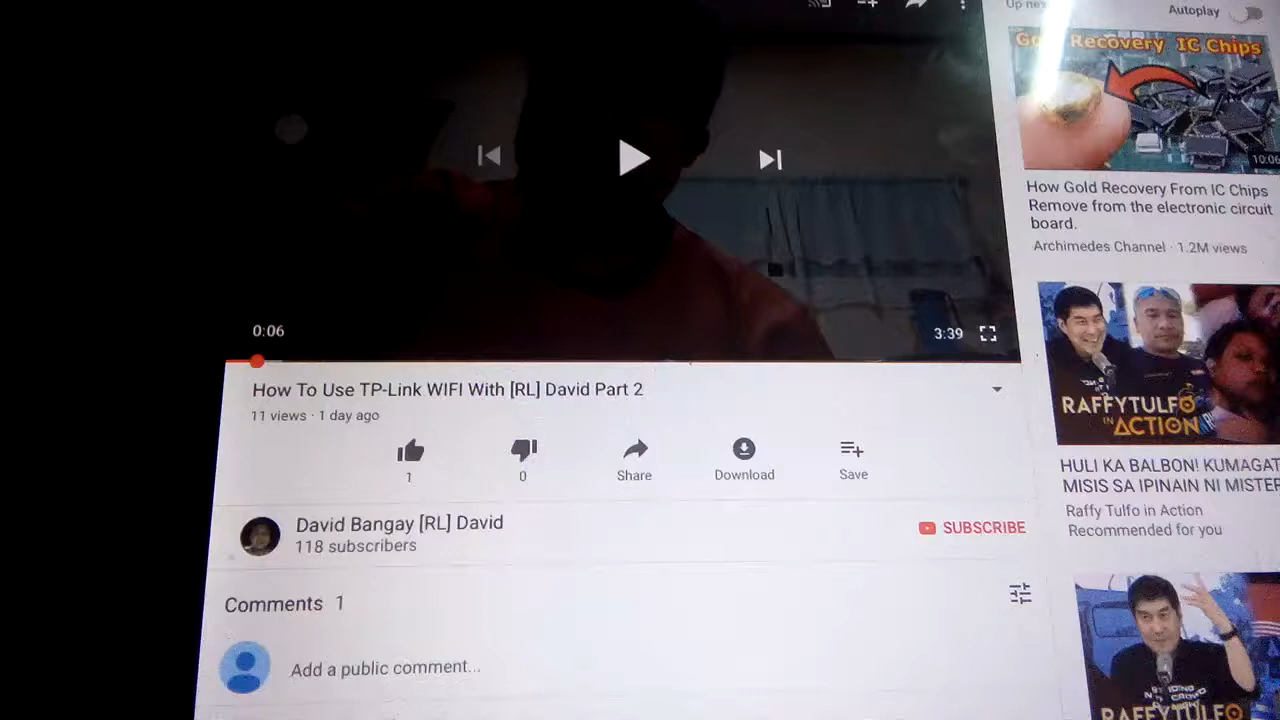 Up next
Autoplay
Gold Recovery IC Chips
10:06
How Gold Recovery From IC Chips
Remove from the electronic circuit
board.
Archimedes Channel · 1.2M views
0:06
3:39
How To Use TP-Link WIFI With [RL] David Part 2
11 views · 1 day ago
1
0
Share
Download
Save
RAFFYTULFO
IN ACTION
HULI KA BALBON! KUMAGAT
MISIS SA IPINAIN NI MISTER
Raffy Tulfo in Action
Recommended for you
David Bangay [RL] David
118 subscribers
SUBSCRIBE
Comments 1
Add a public comment...
RAFFYTULFO